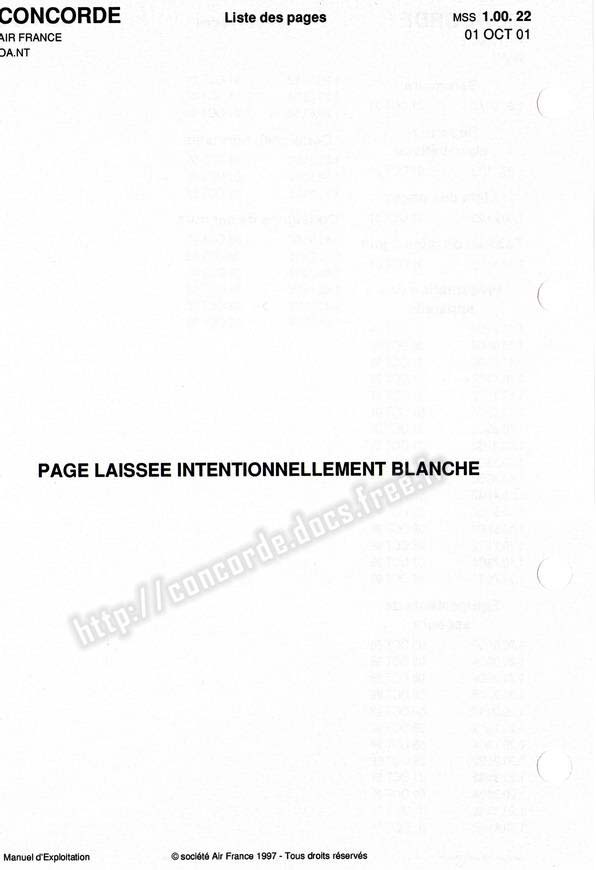 CONCORDE
Liste des pages
MSS 1.00. 22
AIR FRANCE
01 OCT 01
OA.NT
PAGE LAISSEE INTENTIONNELLEMENT BLANCHE
http://concorde.docs.free.fr
Manuel d'Exploitation
© société Air France 1997 - Tous droits réservés